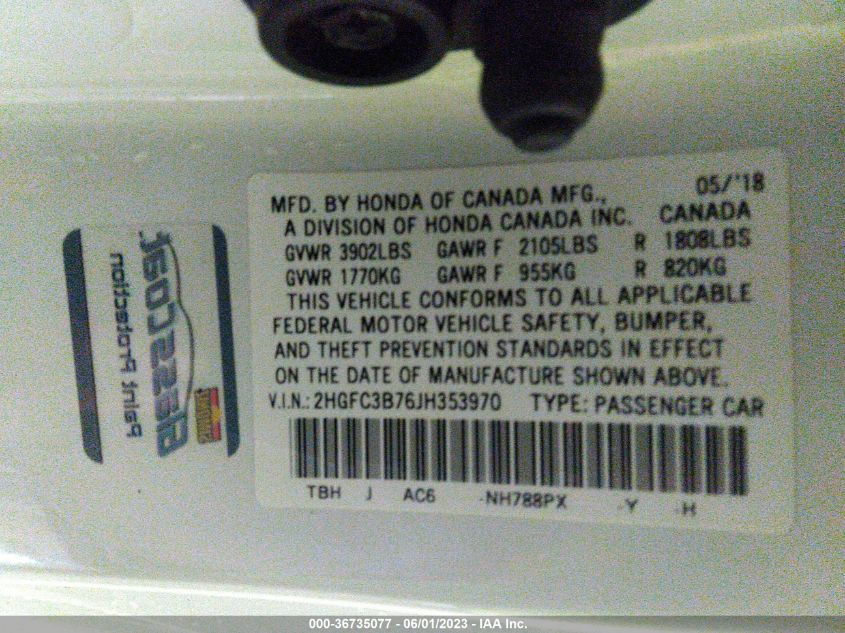 MFD. BY HONDA OF CANADA MFG., 05/'18
A DIVISION OF HONDA CANADA INC. CANADA
GVWR 3902LBS GAWR F 2105LBS R 1808LBS
GVWR 1770KG GAWR F 955KG R 820KG
THIS VEHICLE CONFORMS TO ALL APPLICABLE
FEDERAL MOTOR VEHICLE SAFETY, BUMPER,
AND THEFT PREVENTION STANDARDS IN EFFECT
ON THE DATE OF MANUFACTURE SHOWN ABOVE.
V.I.N.: 2HGFC3B76JH353970 TYPE: PASSENGER CAR
TBH J AC6 -NH788PX -Y -H
Paint Protection
000-36735077 - 06/01/2023 - IAA Inc.